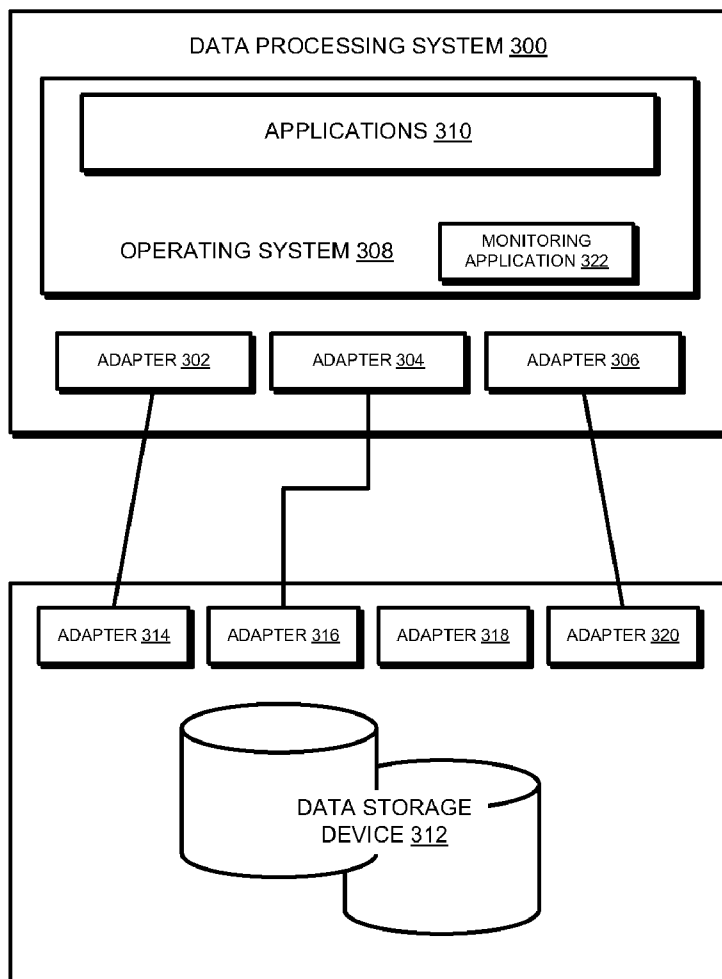 DATA PROCESSING SYSTEM 300
APPLICATIONS 310
OPERATING SYSTEM 308
MONITORING
APPLICATION 322
ADAPTER 302
ADAPTER 304
ADAPTER 306
ADAPTER 314
ADAPTER 316
ADAPTER 318
ADAPTER 320
DATA STORAGE
DEVICE 312